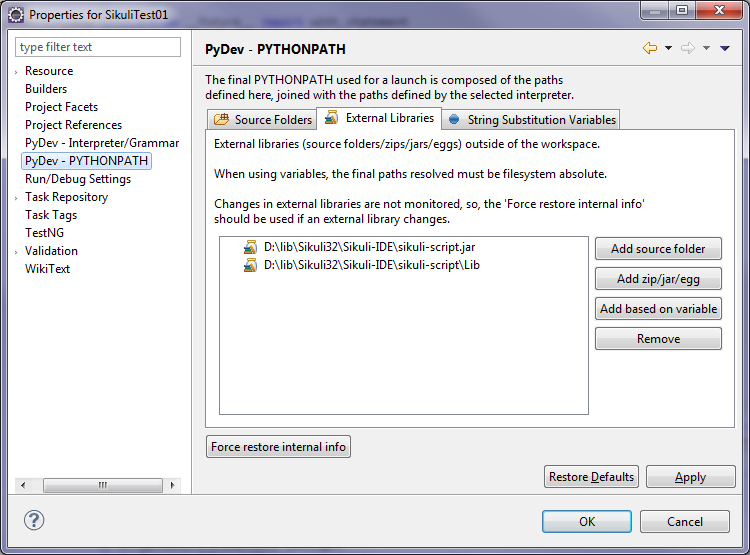 Properties for SikuliTest01
import with_statement
type filter text
Resource
Builders
Project Facets
Project References
PyDev - Interpreter/Grammar
PyDev - PYTHONPATH
Run/Debug Settings
Task Repository
Task Tags
TestNG
Validation
WikiText
PyDev - PYTHONPATH
The final PYTHONPATH used for a launch is composed of the paths
defined here, joined with the paths defined by the selected interpreter.
Source Folders
External Libraries
String Substitution Variables
External libraries (source folders/zips/jars/eggs) outside of the workspace.
When using variables, the final paths resolved must be filesystem absolute.
Changes in external libraries are not monitored, so, the 'Force restore internal info'
should be used if an external library changes.
D:\lib\Sikuli32\Sikuli-IDE\sikuli-script.jar
D:\lib\Sikuli32\Sikuli-IDE\sikuli-script\Lib
Add source folder
Add zip/jar/egg
Add based on variable
Remove
Force restore internal info
Restore Defaults
Apply
OK
Cancel